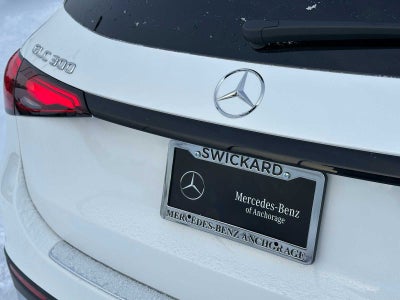 GLC 300
SWICKARD
Mercedes-Benz
of Anchorage
MERCEDES-BENZ ANCHORAGE